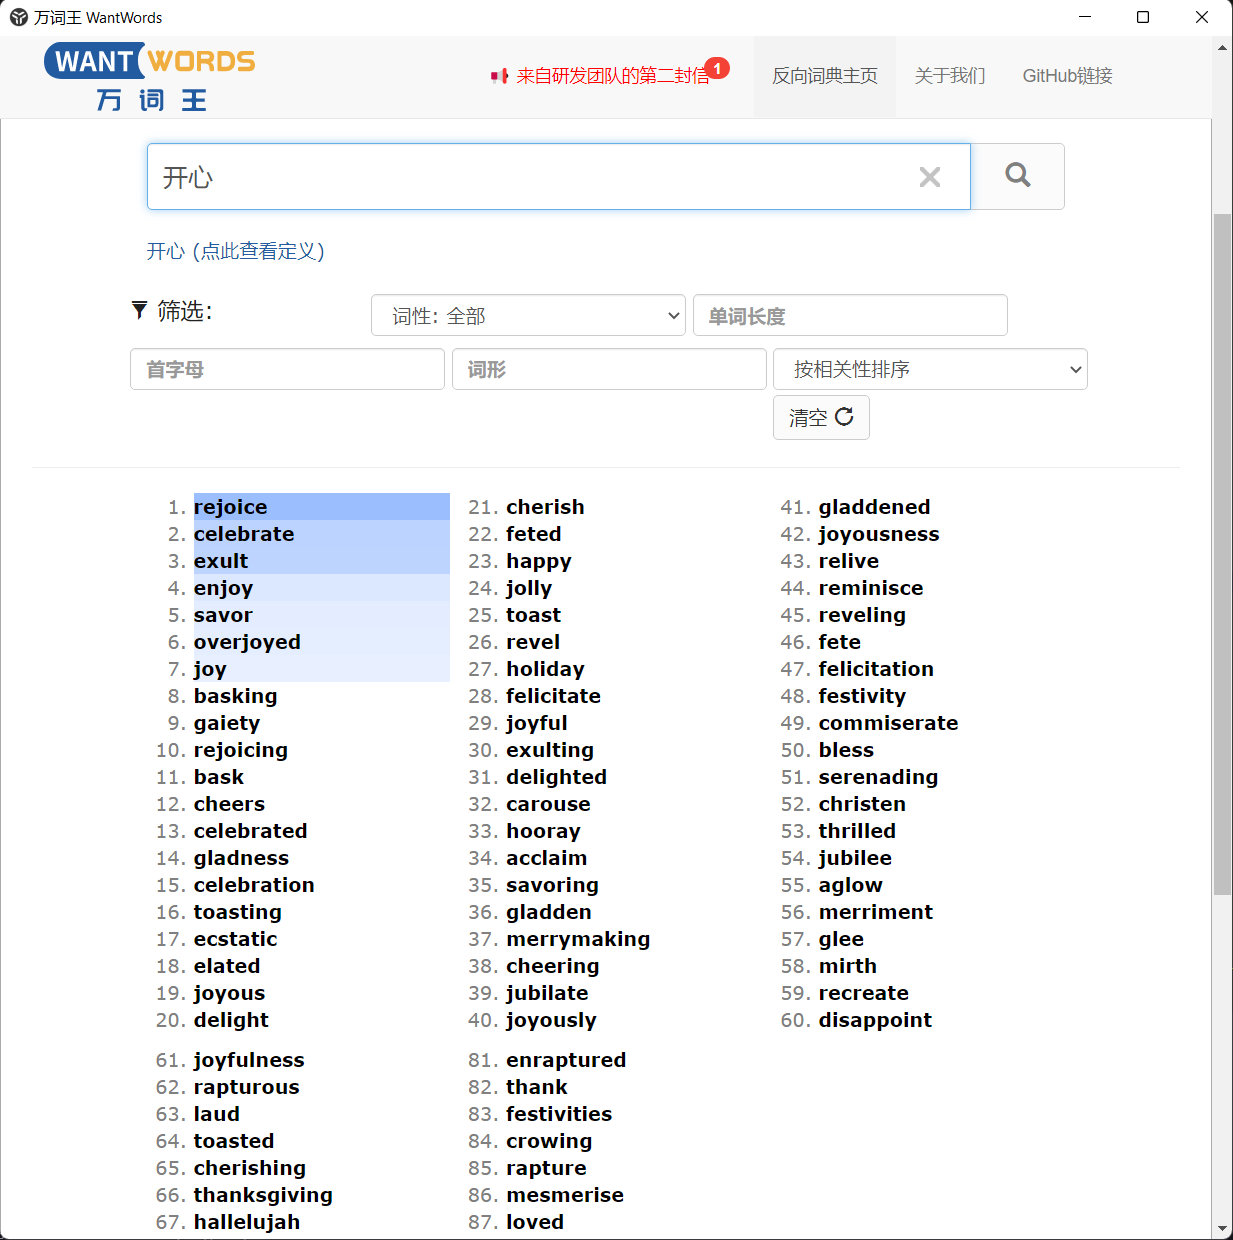 万词王 WantWords
WANT WORDS
万词王
来自研发团队的第二封信 1
反向词典主页
关于我们
GitHub链接
开心
开心 (点此查看定义)
筛选:
词性: 全部
单词长度
首字母
词形
按相关性排序
清空
1. rejoice
2. celebrate
3. exult
4. enjoy
5. savor
6. overjoyed
7. joy
8. basking
9. gaiety
10. rejoicing
11. bask
12. cheers
13. celebrated
14. gladness
15. celebration
16. toasting
17. ecstatic
18. elated
19. joyous
20. delight
21. cherish
22. feted
23. happy
24. jolly
25. toast
26. revel
27. holiday
28. felicitate
29. joyful
30. exulting
31. delighted
32. carouse
33. hooray
34. acclaim
35. savoring
36. gladden
37. merrymaking
38. cheering
39. jubilate
40. joyously
41. gladdened
42. joyousness
43. relive
44. reminisce
45. reveling
46. fete
47. felicitation
48. festivity
49. commiserate
50. bless
51. serenading
52. christen
53. thrilled
54. jubilee
55. aglow
56. merriment
57. glee
58. mirth
59. recreate
60. disappoint
61. joyfulness
62. rapturous
63. laud
64. toasted
65. cherishing
66. thanksgiving
67. hallelujah
81. enraptured
82. thank
83. festivities
84. crowing
85. rapture
86. mesmerise
87. loved